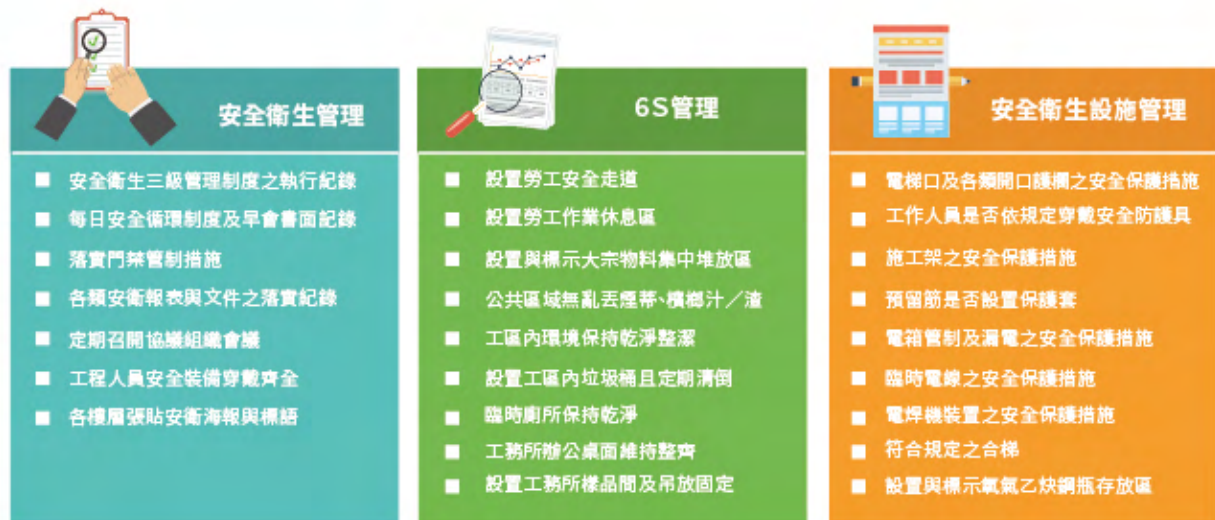 安全衛生管理
安全衛生三級管理制度之執行記錄
每日安全循環制度及早會書面記錄
落實門禁管制措施
各類安衛報表與文件之落實紀錄
定期召開協議組織會議
工程人員安全裝備穿戴齊全
各樓層張貼安衛海報與標語
6S管理
設置勞工安全走道
設置勞工作業休息區
設置與標示大宗物料集中堆放區
公共區域無亂丟煙蒂、檳榔汁／渣
工區內環境保持乾淨整潔
設置工區內垃圾桶且定期清倒
臨時廁所保持乾淨
工務所辦公桌面維持整齊
設置工務所樣品間及吊放固定
安全衛生設施管理
電梯口及各類開口護欄之安全保護措施
工作人員是否依規定穿戴安全防護具
施工架之安全保護措施
預留筋是否設置保護套
電箱管制及漏電之安全保護措施
臨時電線之安全保護措施
電焊機裝置之安全保護措施
符合規定之合梯
設置與標示氧氣乙炔鋼瓶存放區